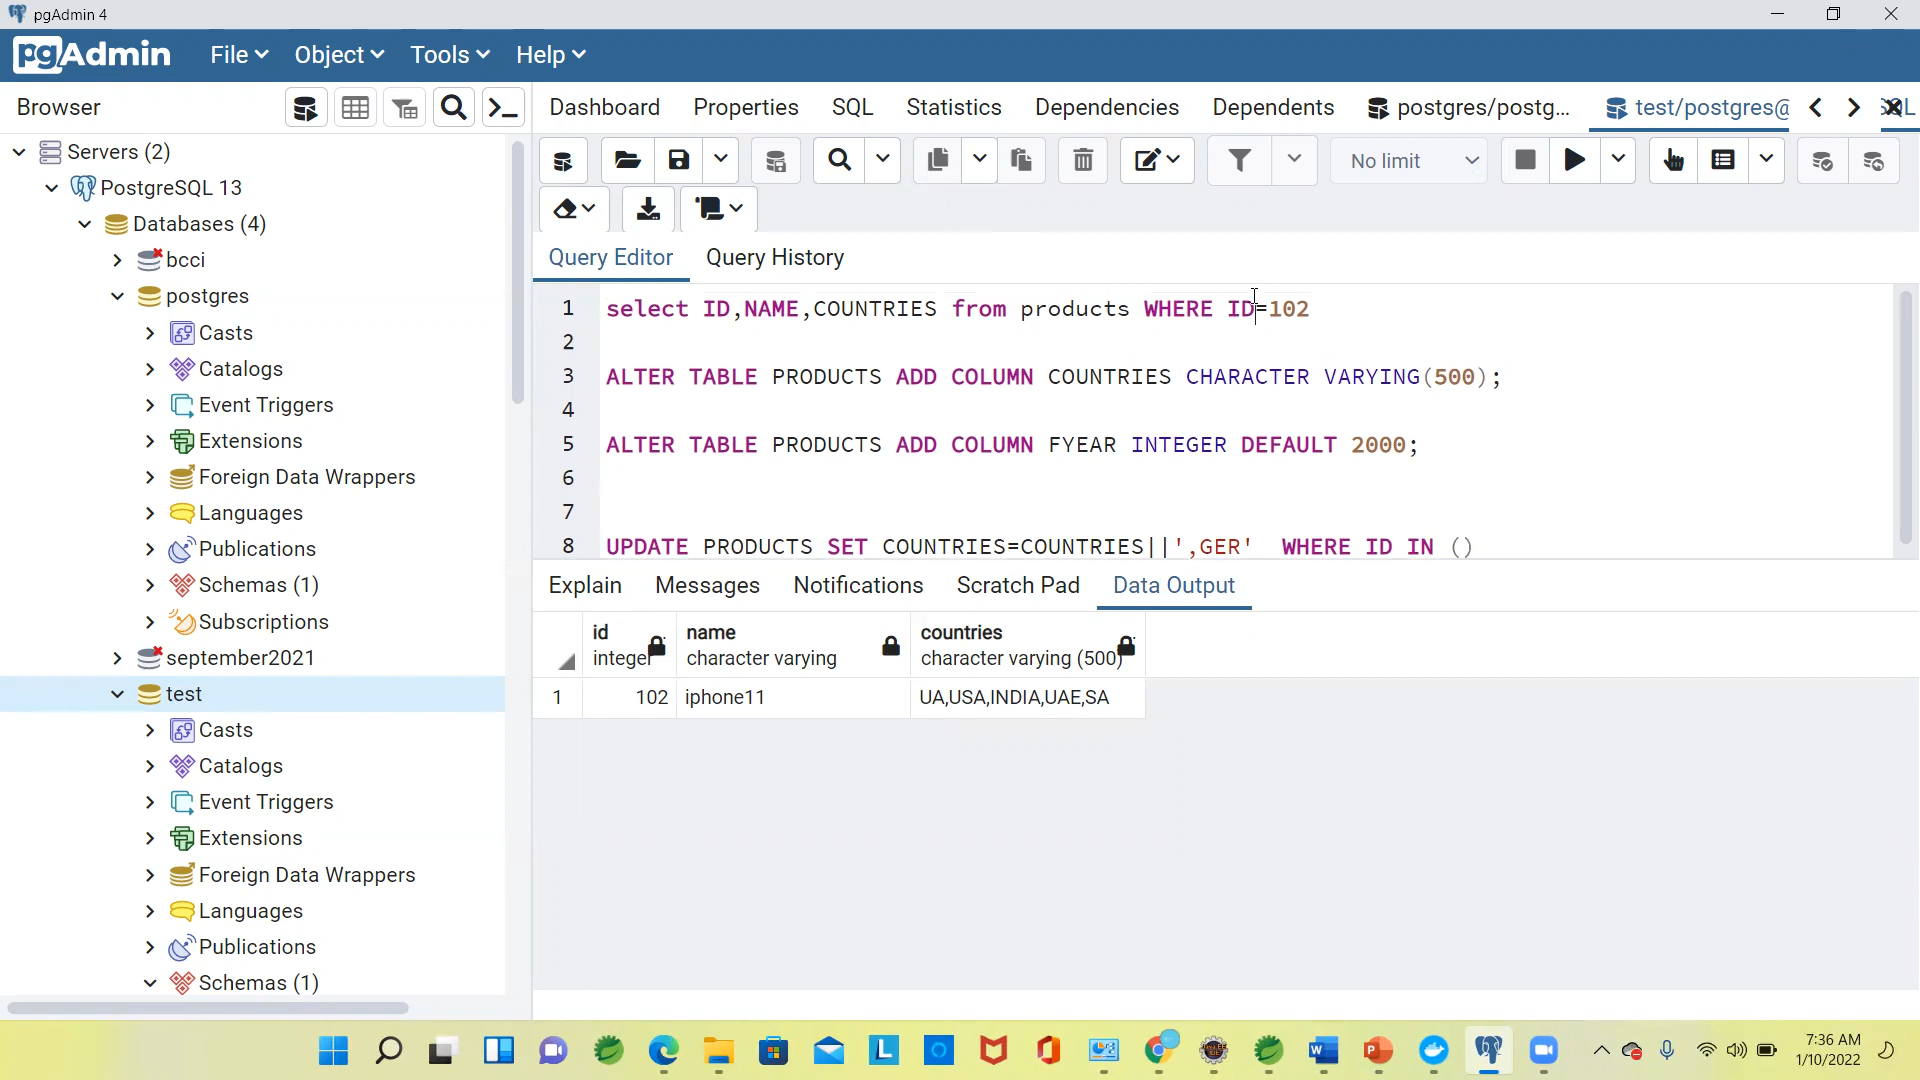 pgAdmin 4
pgAdmin File Object Tools Help
Browser
Dashboard Properties SQL Statistics Dependencies Dependents postgres/postg... test/postgres@ SQL
Servers (2)
PostgreSQL 13
Databases (4)
bcci
postgres
Casts
Catalogs
Event Triggers
Extensions
Foreign Data Wrappers
Languages
Publications
Schemas (1)
Subscriptions
september2021
test
Casts
Catalogs
Event Triggers
Extensions
Foreign Data Wrappers
Languages
Publications
Schemas (1)
No limit
Query Editor Query History
1 select ID,NAME,COUNTRIES from products WHERE ID=102
2
3 ALTER TABLE PRODUCTS ADD COLUMN COUNTRIES CHARACTER VARYING(500);
4
5 ALTER TABLE PRODUCTS ADD COLUMN FYEAR INTEGER DEFAULT 2000;
6
7
8 UPDATE PRODUCTS SET COUNTRIES=COUNTRIES||',GER'  WHERE ID IN ()
Explain Messages Notifications Scratch Pad Data Output
id name countries
integer character varying character varying (500)
1 102 iphone11 UA,USA,INDIA,UAE,SA
7:36 AM
1/10/2022